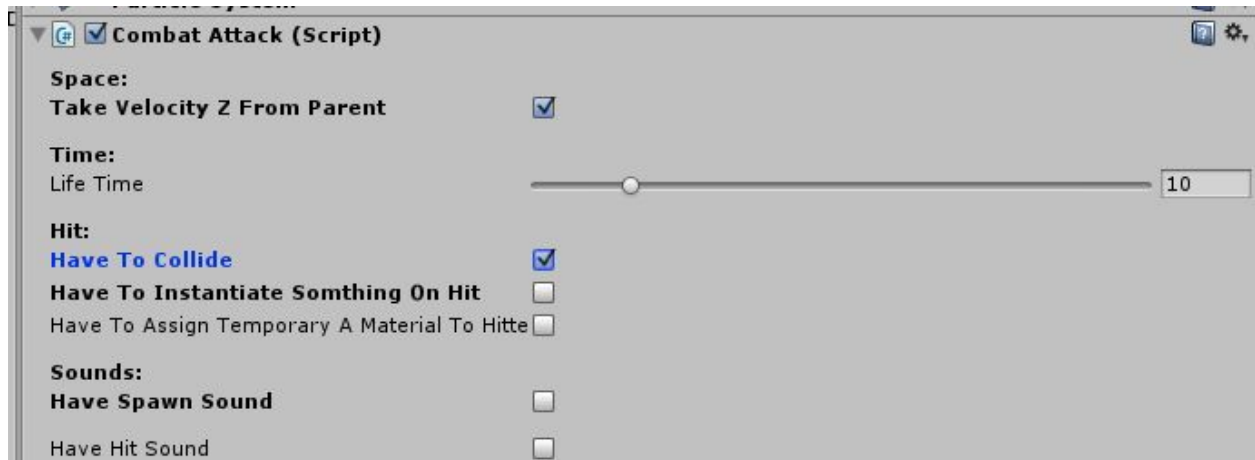 Combat Attack (Script)
Space:
Take Velocity Z From Parent
Time:
Life Time 10
Hit:
Have To Collide
Have To Instantiate Somthing On Hit
Have To Assign Temporary A Material To Hitte
Sounds:
Have Spawn Sound
Have Hit Sound